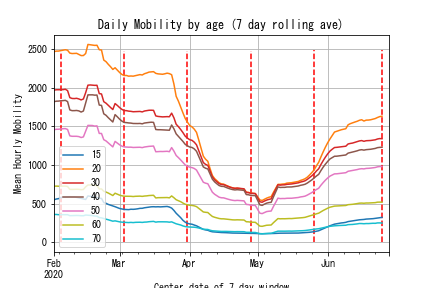 Daily Mobility by age (7 day rolling ave)
Mean Hourly Mobility
2500
2000
1500
1000
500
0
15
20
30
40
50
60
70
Feb
2020
Mar
Apr
May
Jun
Center date of 7 day window